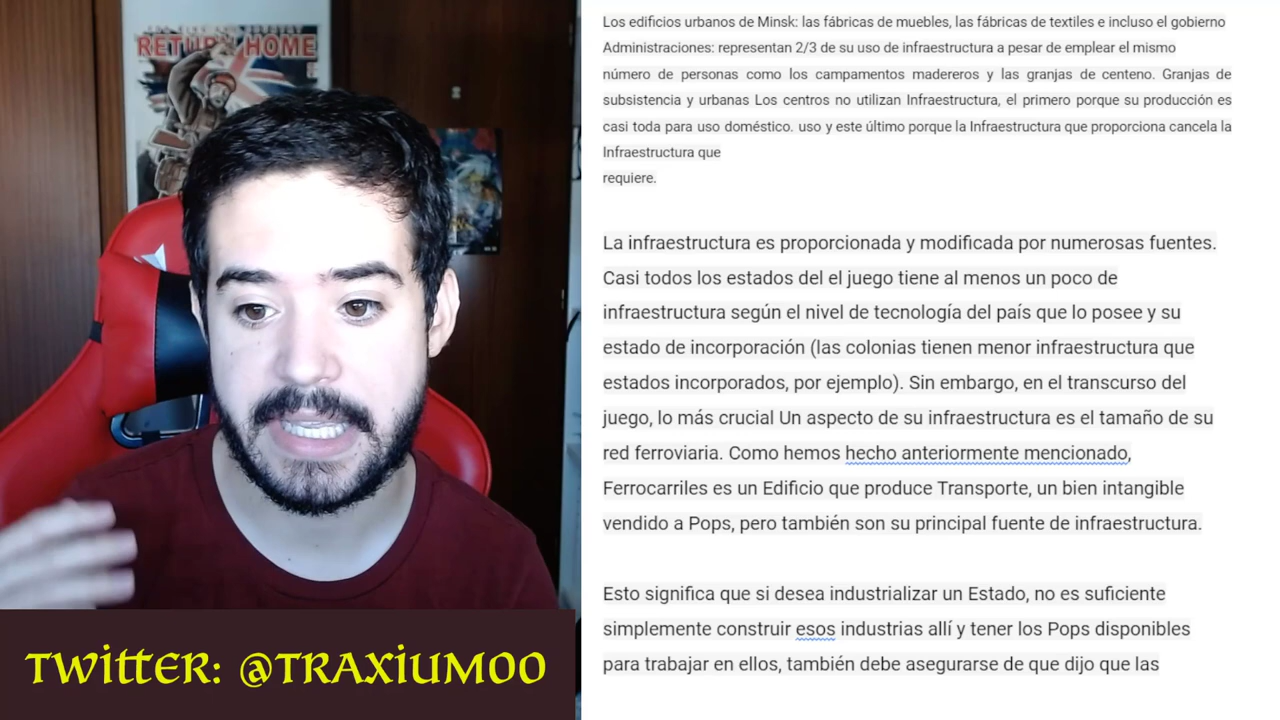 RETURN HOME
TWITTER: @TRAXIUM00
Los edificios urbanos de Minsk: las fábricas de muebles, las fábricas de textiles e incluso el gobierno
Administraciones: representan 2/3 de su uso de infraestructura a pesar de emplear el mismo
número de personas como los campamentos madereros y las granjas de centeno. Granjas de
subsistencia y urbanas Los centros no utilizan Infraestructura, el primero porque su producción es
casi toda para uso doméstico. uso y este último porque la Infraestructura que proporciona cancela la
Infraestructura que
requiere.
La infraestructura es proporcionada y modificada por numerosas fuentes.
Casi todos los estados del el juego tiene al menos un poco de
infraestructura según el nivel de tecnología del país que lo posee y su
estado de incorporación (las colonias tienen menor infraestructura que
estados incorporados, por ejemplo). Sin embargo, en el transcurso del
juego, lo más crucial Un aspecto de su infraestructura es el tamaño de su
red ferroviaria. Como hemos hecho anteriormente mencionado,
Ferrocarriles es un Edificio que produce Transporte, un bien intangible
vendido a Pops, pero también son su principal fuente de infraestructura.
Esto significa que si desea industrializar un Estado, no es suficiente
simplemente construir esos industrias allí y tener los Pops disponibles
para trabajar en ellos, también debe asegurarse de que dijo que las